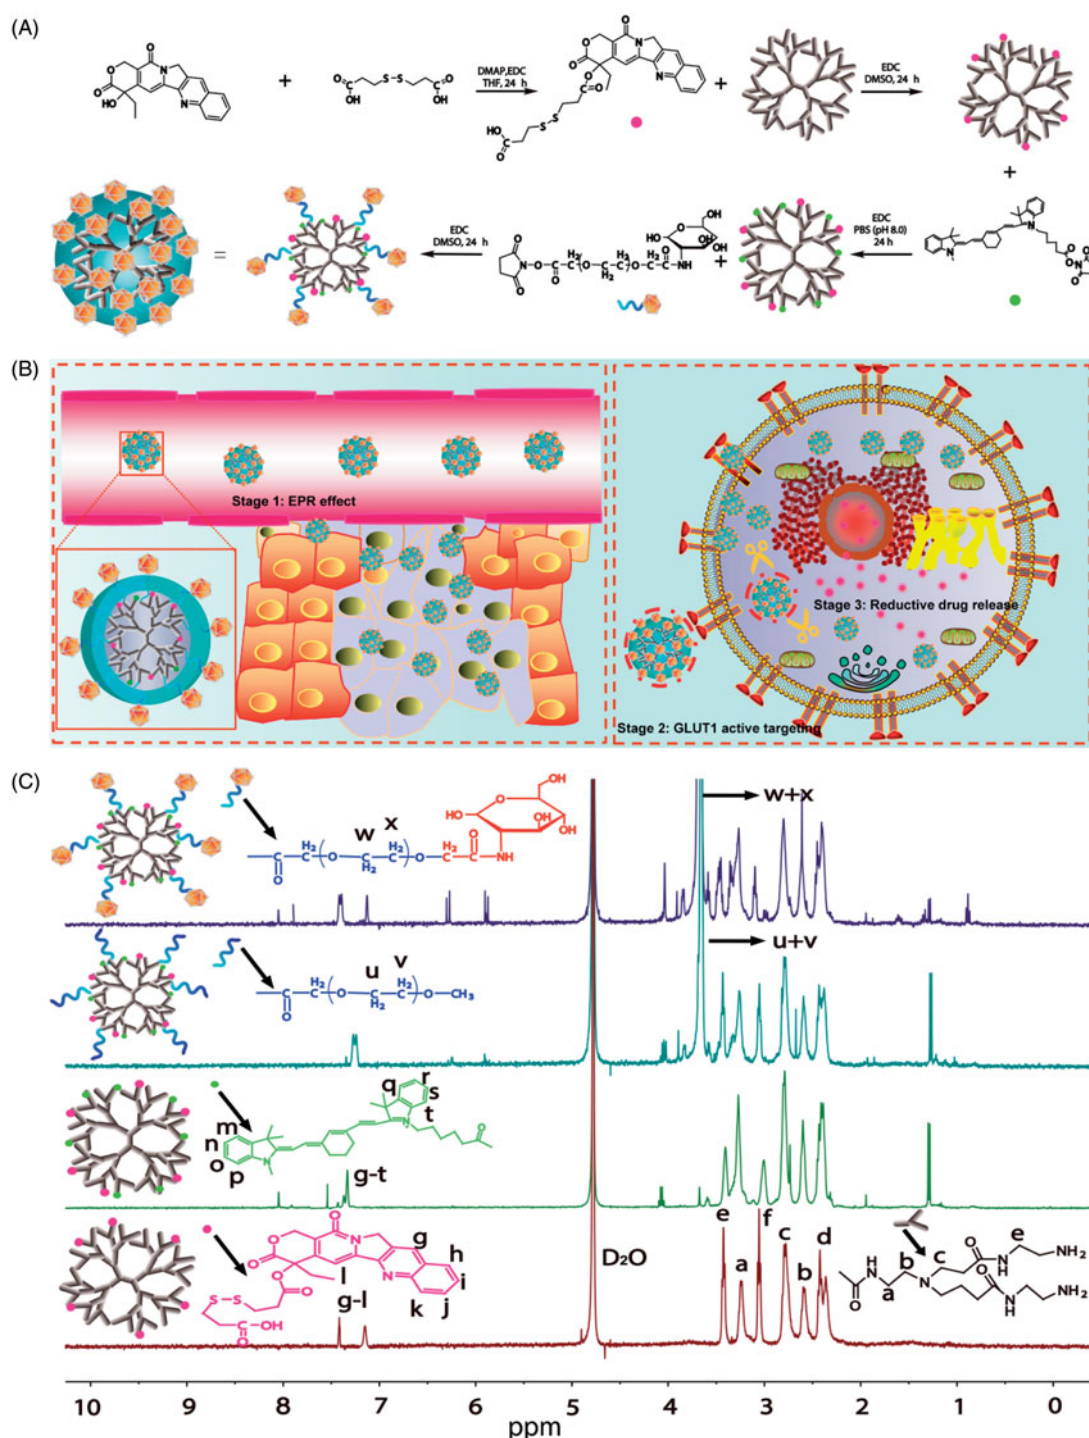 (A)
DMAP,EDC
THF, 24 h
EDC
DMSO, 24 h
EDC
DMSO, 24 h
EDC
PBS (pH 8.0)
24 h
(B)
Stage 1: EPR effect
Stage 3: Reductive drug release
Stage 2: GLUT1 active targeting
(C)
w+x
w x
u+v
u v
q r
s
t
m
n
o
p
g-t
e f
c d
a b
D₂O
g
h
i
j
k
l
g-l
e
b c
a
NH₂
NH₂
10 9 8 7 6 5 4 3 2 1 0
ppm